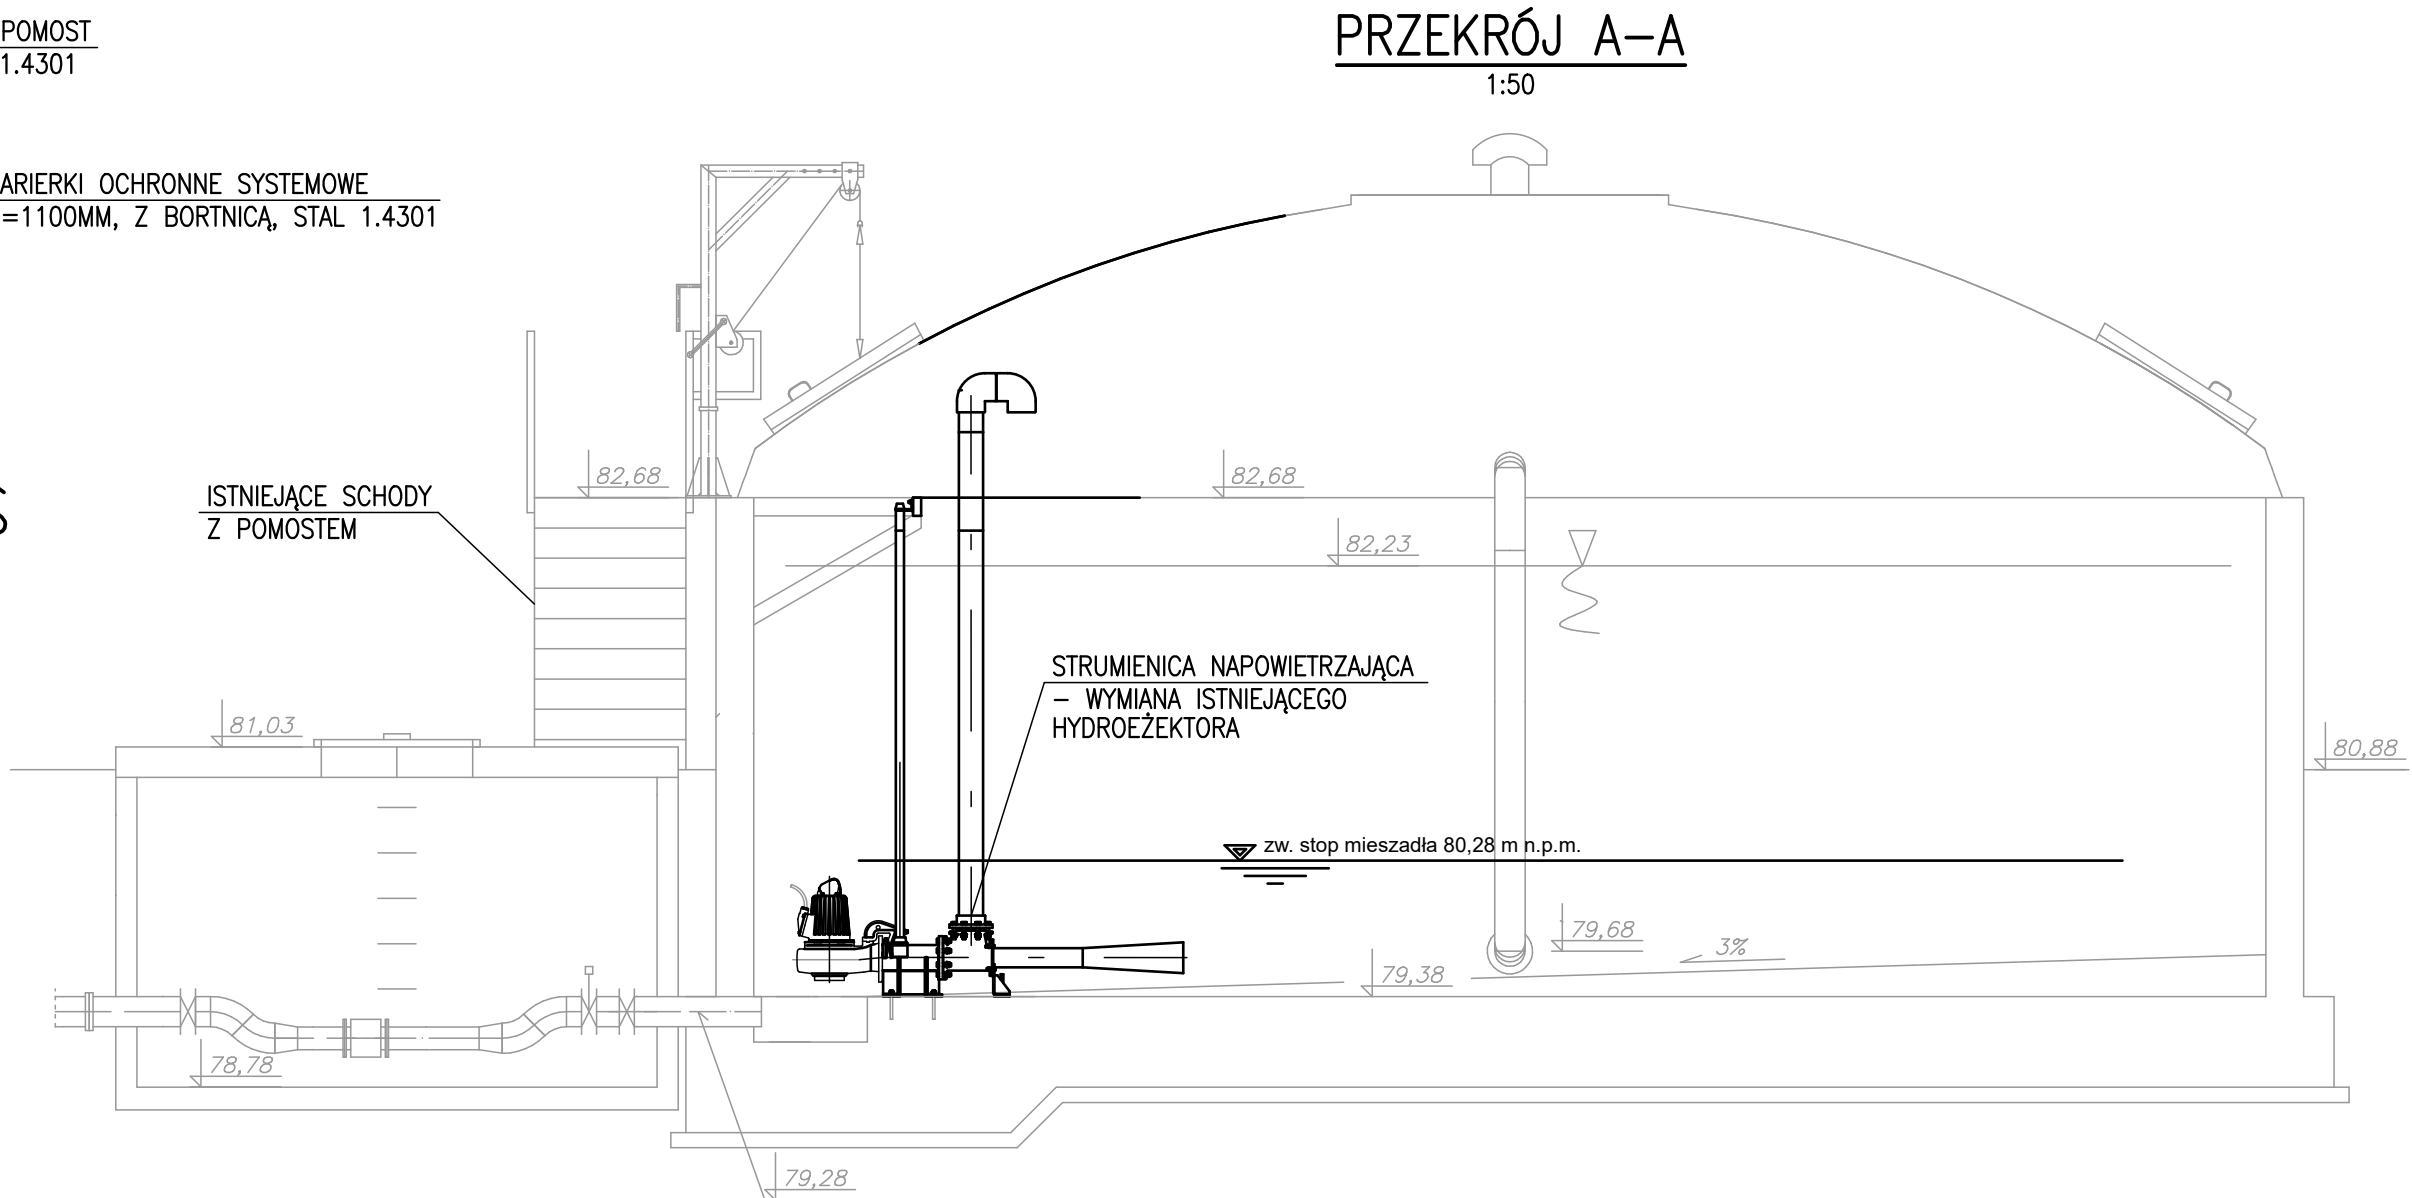 POMOST
1.4301
PRZEKRÓJ A-A
1:50
ARIERKI OCHRONNE SYSTEMOWE
=1100MM, Z BORTNICĄ, STAL 1.4301
ISTNIEJĄCE SCHODY
Z POMOSTEM
82,68
82,68
82,23
STRUMIENICA NAPOWIETRZAJĄCA
– WYMIANA ISTNIEJĄCEGO
HYDROEŻEKTORA
81,03
80,88
zw. stop mieszadła 80,28 m n.p.m.
79,68
3%
79,38
78,78
79,28